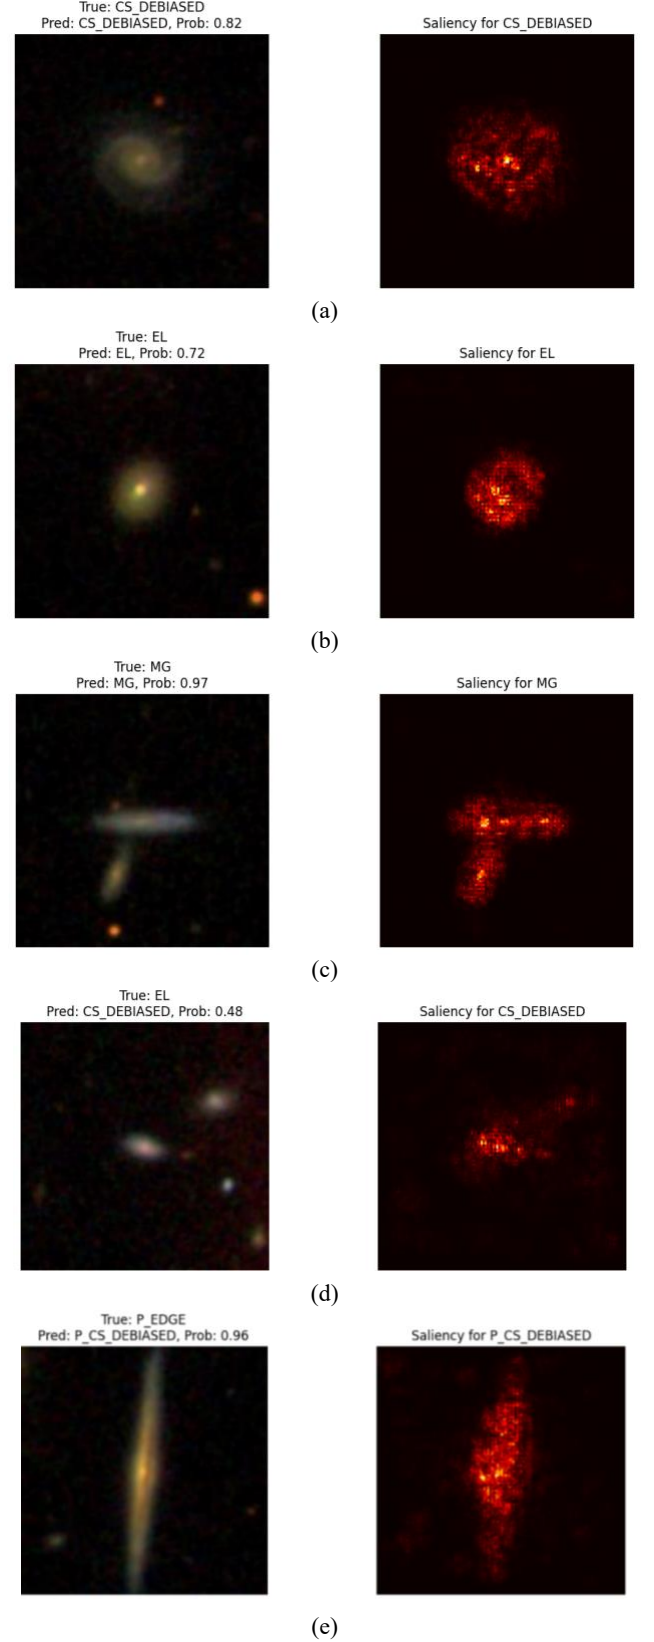 True: CS_DEBIASED
Pred: CS_DEBIASED, Prob: 0.82
Saliency for CS_DEBIASED
(a)
True: EL
Pred: EL, Prob: 0.72
Saliency for EL
(b)
True: MG
Pred: MG, Prob: 0.97
Saliency for MG
(c)
True: EL
Pred: CS_DEBIASED, Prob: 0.48
Saliency for CS_DEBIASED
(d)
True: P_EDGE
Pred: P_CS_DEBIASED, Prob: 0.96
Saliency for P_CS_DEBIASED
(e)